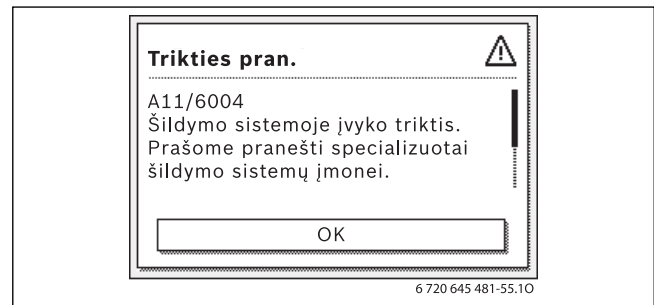 Trikties pran.
A11/6004
Šildymo sistemoje įvyko triktis.
Prašome pranešti specializuotai
šildymo sistemų įmonei.
OK
6 720 645 481-55.1O